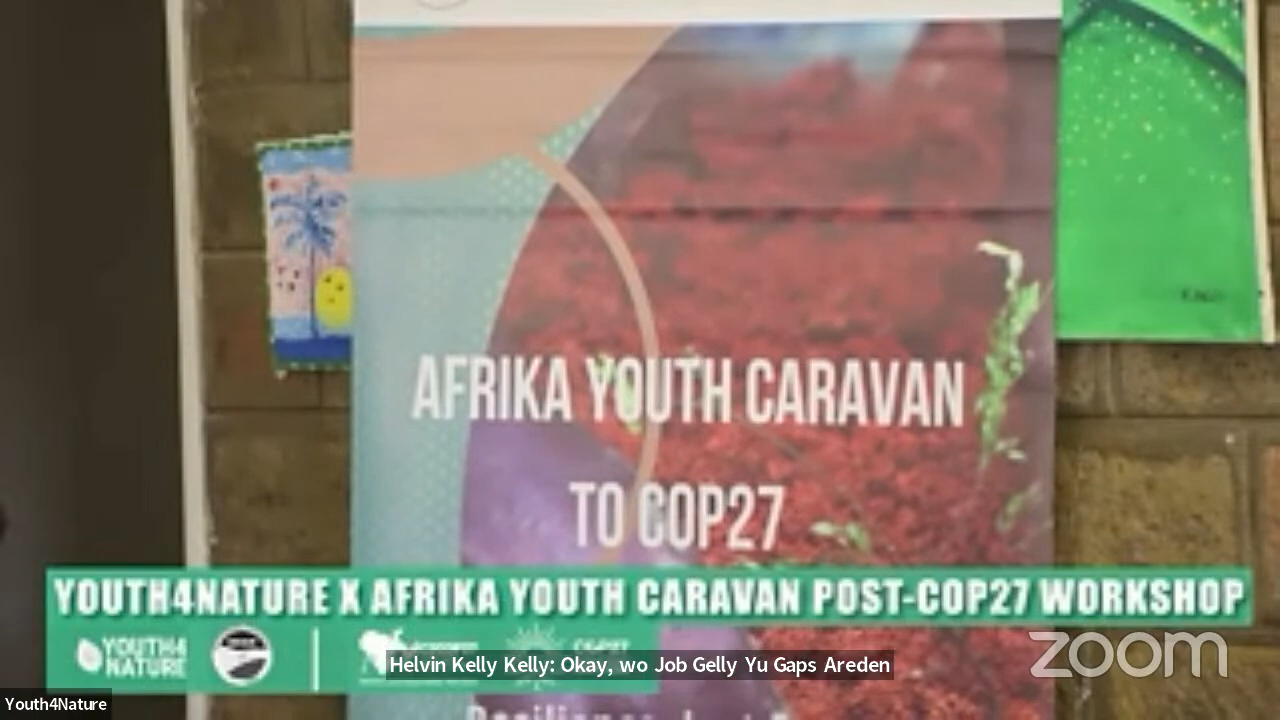 AFRIKA YOUTH CARAVAN
TO COP27
YOUTH4NATURE X AFRIKA YOUTH CARAVAN POST-COP27 WORKSHOP
YOUTH4
NATURE
Helvin Kelly Kelly: Okay, wo Job Gelly Yu Gaps Areden
zoom
Youth4Nature